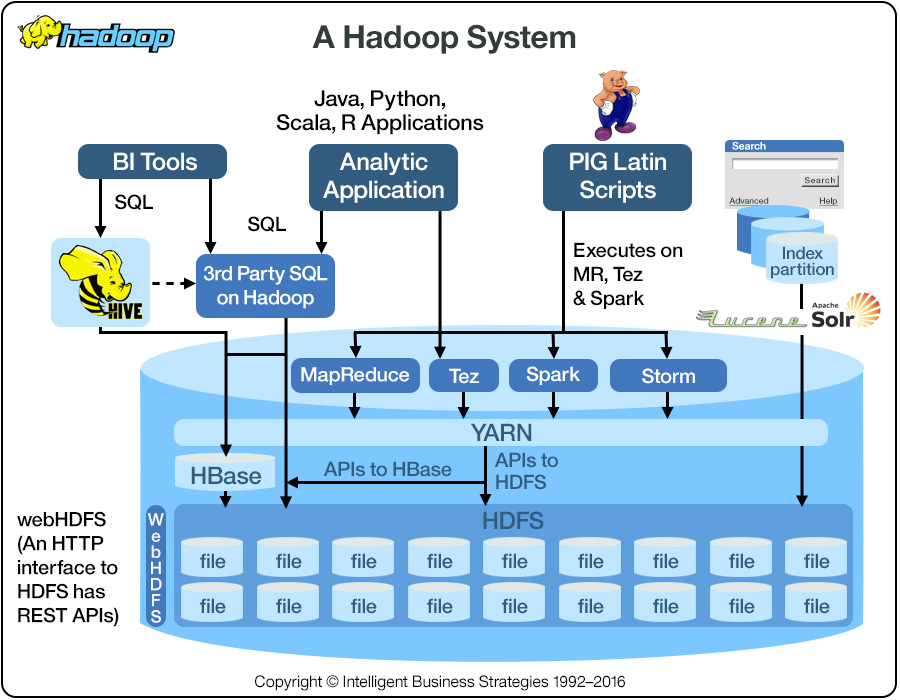 hadoop
A Hadoop System
Java, Python,
Scala, R Applications
BI Tools
Analytic
Application
PIG Latin
Scripts
Search
Search
Advanced
Help
SQL
SQL
Index
partition
HIVE
3rd Party SQL
on Hadoop
Executes on
MR, Tez
& Spark
Lucene
Apache
Solr
MapReduce
Tez
Spark
Storm
YARN
HBase
APIs to HBase
APIs to
HDFS
webHDFS
(An HTTP
interface to
HDFS has
REST APIs)
WebHDFS
HDFS
file file file file file file file file file
file file file file file file file file file
Copyright © Intelligent Business Strategies 1992–2016